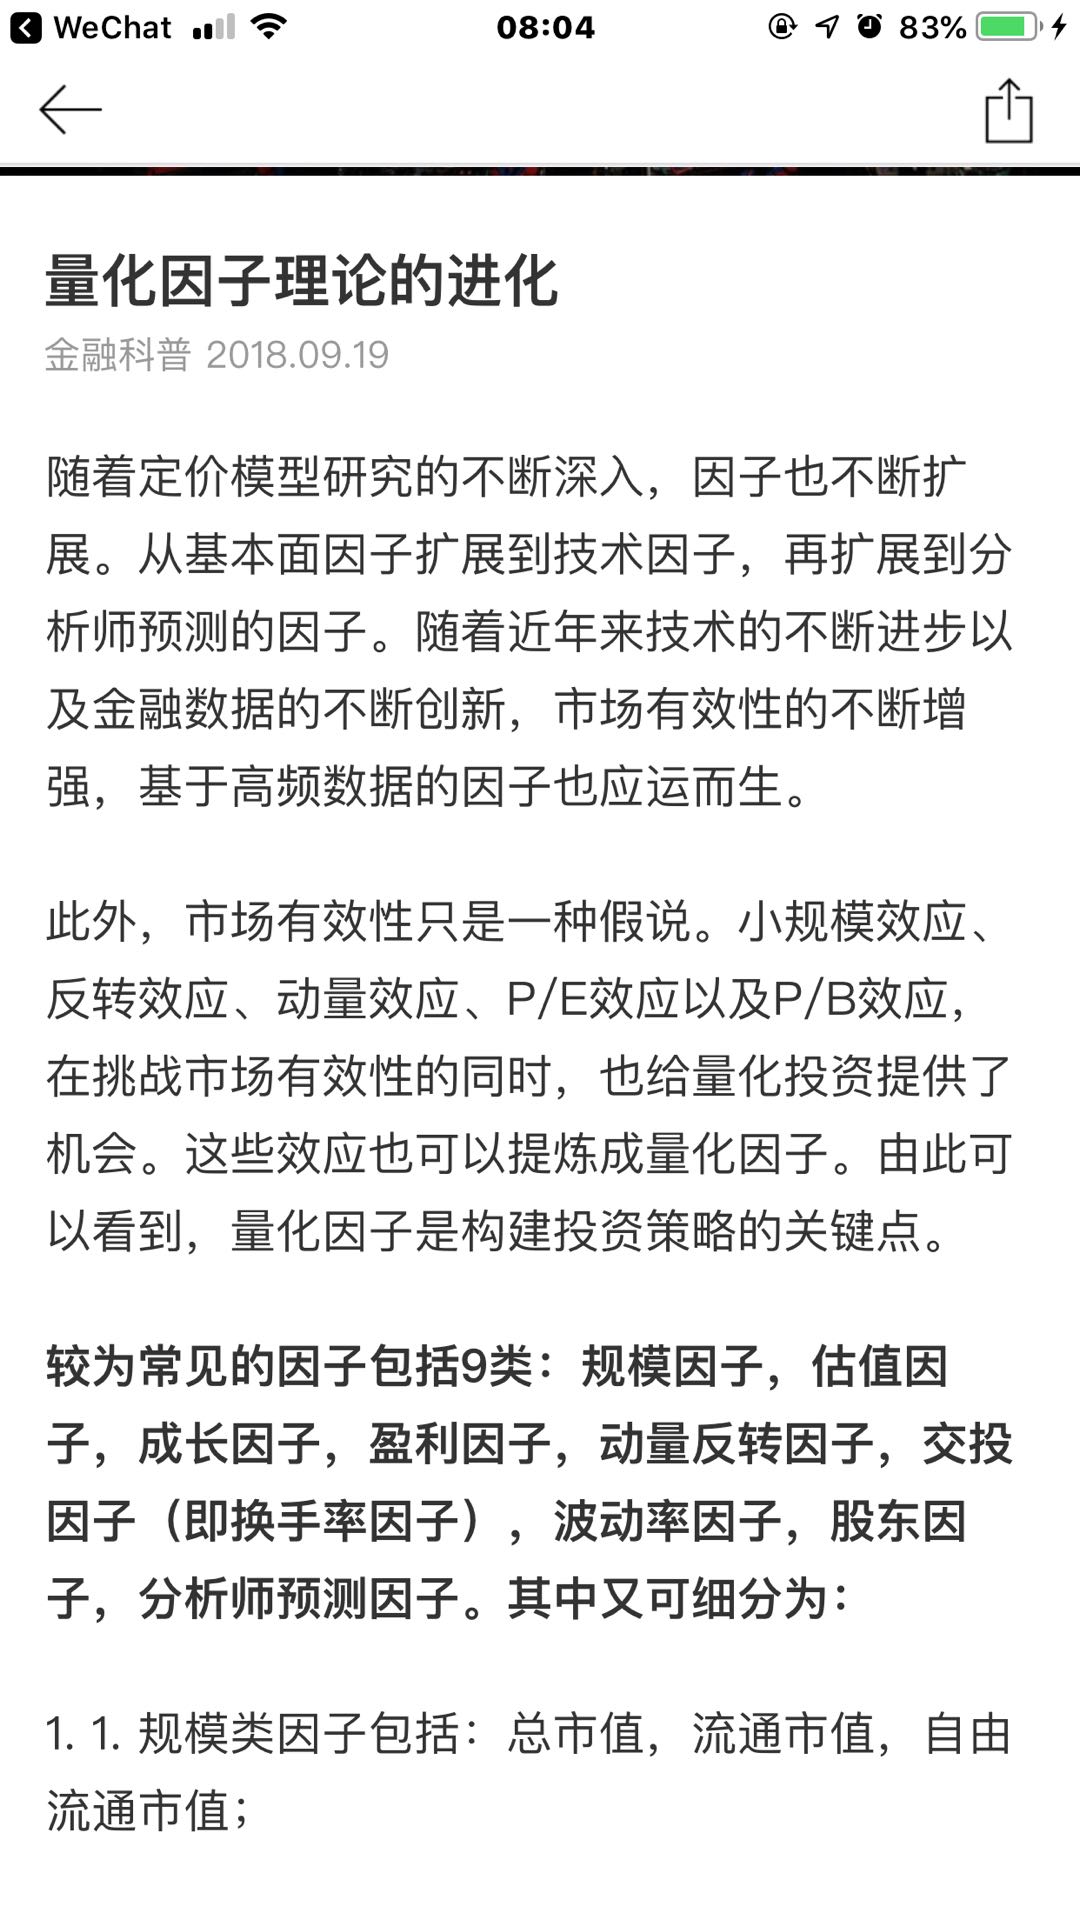 WeChat 08:04 83%
量化因子理论的进化
金融科普 2018.09.19
随着定价模型研究的不断深入，因子也不断扩
展。从基本面因子扩展到技术因子，再扩展到分
析师预测的因子。随着近年来技术的不断进步以
及金融数据的不断创新，市场有效性的不断增
强，基于高频数据的因子也应运而生。
此外，市场有效性只是一种假说。小规模效应、
反转效应、动量效应、P/E效应以及P/B效应，
在挑战市场有效性的同时，也给量化投资提供了
机会。这些效应也可以提炼成量化因子。由此可
以看到，量化因子是构建投资策略的关键点。
较为常见的因子包括9类：规模因子，估值因
子，成长因子，盈利因子，动量反转因子，交投
因子（即换手率因子），波动率因子，股东因
子，分析师预测因子。其中又可细分为：
1. 1. 规模类因子包括：总市值，流通市值，自由
流通市值；